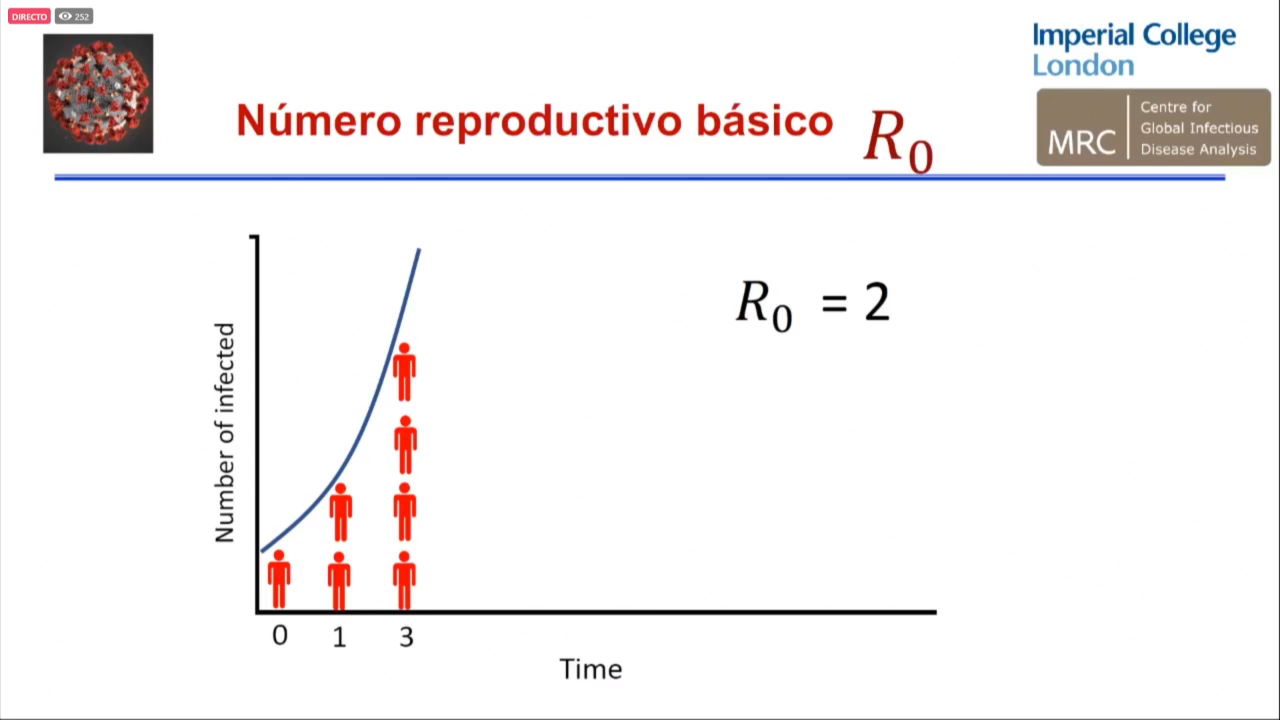 DIRECTO 252
Imperial College
London
Número reproductivo básico R₀
MRC
Centre for
Global Infectious
Disease Analysis
R₀ = 2
Number of infected
0 1 3
Time